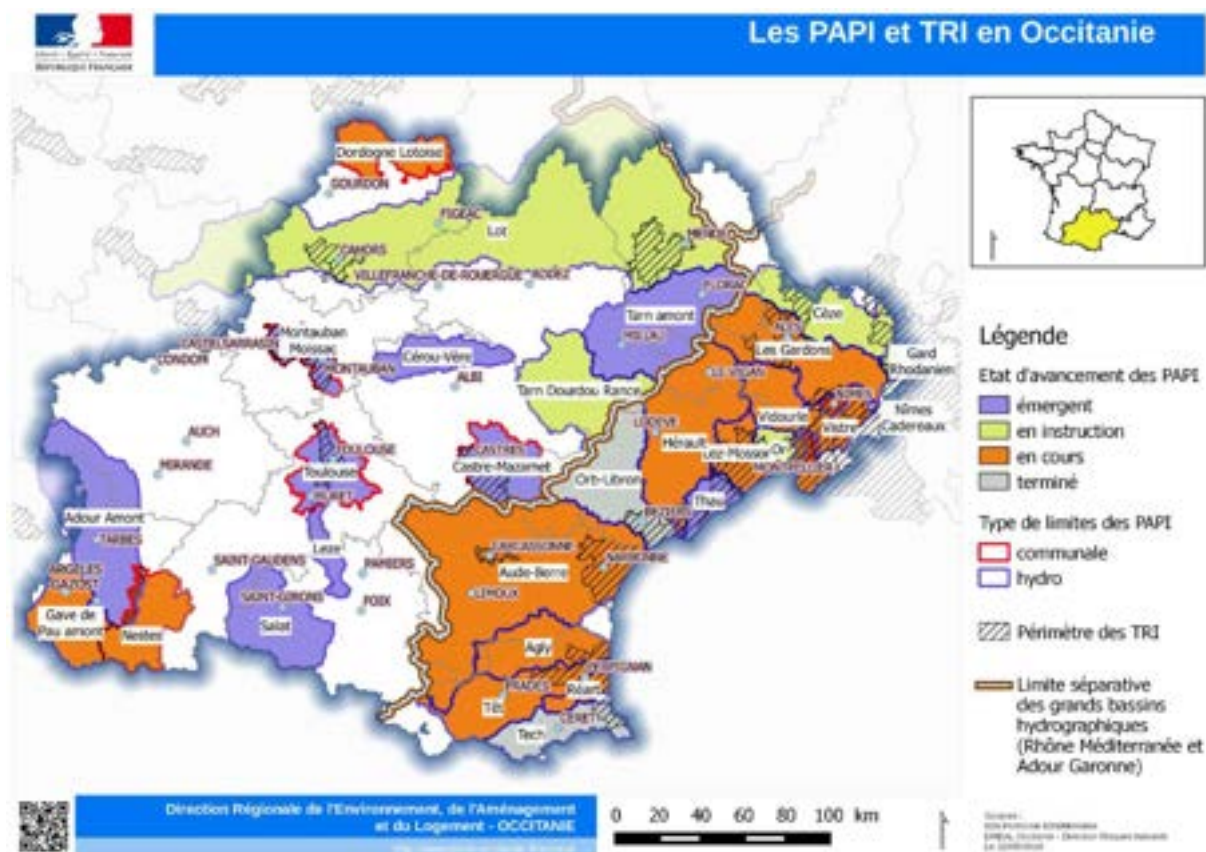 Les PAPI et TRI en Occitanie
RÉPUBLIQUE FRANÇAISE
Dordogne Lotoise
GOURDON
FIGEAC
Lot
CAHORS
MENDE
VILLEFRANCHE-DE-ROUERGUE
RODEZ
FLORAC
Tarn amont
MILLAU
Cèze
ALES
Les Gardons
Gard
Rhodanien
Montauban
Moissac
CASTELSARRASIN
CONDOM
MONTAUBAN
Cérou-Vère
ALBI
LE VIGAN
Tarn Dourdou Rance
NIMES
Nîmes
Cadereaux
Vidourle
Vistre
LODEVE
Hérault
Or
MONTPELLIER
AUCH
MIRANDE
TOULOUSE
Toulouse
MURET
CASTRES
Castre-Mazamet
Orb-Libron
BEZIERS
Thau
Adour Amont
TARBES
Leze
SAINT-GAUDENS
PAMIERS
CARCASSONNE
Aude-Berre
NARBONNE
ARGELES
GAZOST
SAINT-GIRONS
FOIX
LIMOUX
Gave de
Pau amont
Nestes
Salat
Agly
PERPIGNAN
PRADES
Réart
Têt
CERET
Tech
Légende
Etat d'avancement des PAPI
émergent
en instruction
en cours
terminé
Type de limites des PAPI
communale
hydro
Périmètre des TRI
Limite séparative
des grands bassins
hydrographiques
(Rhône Méditerranée et
Adour Garonne)
Direction Régionale de l'Environnement, de l'Aménagement
et du Logement - OCCITANIE
0 20 40 60 80 100 km